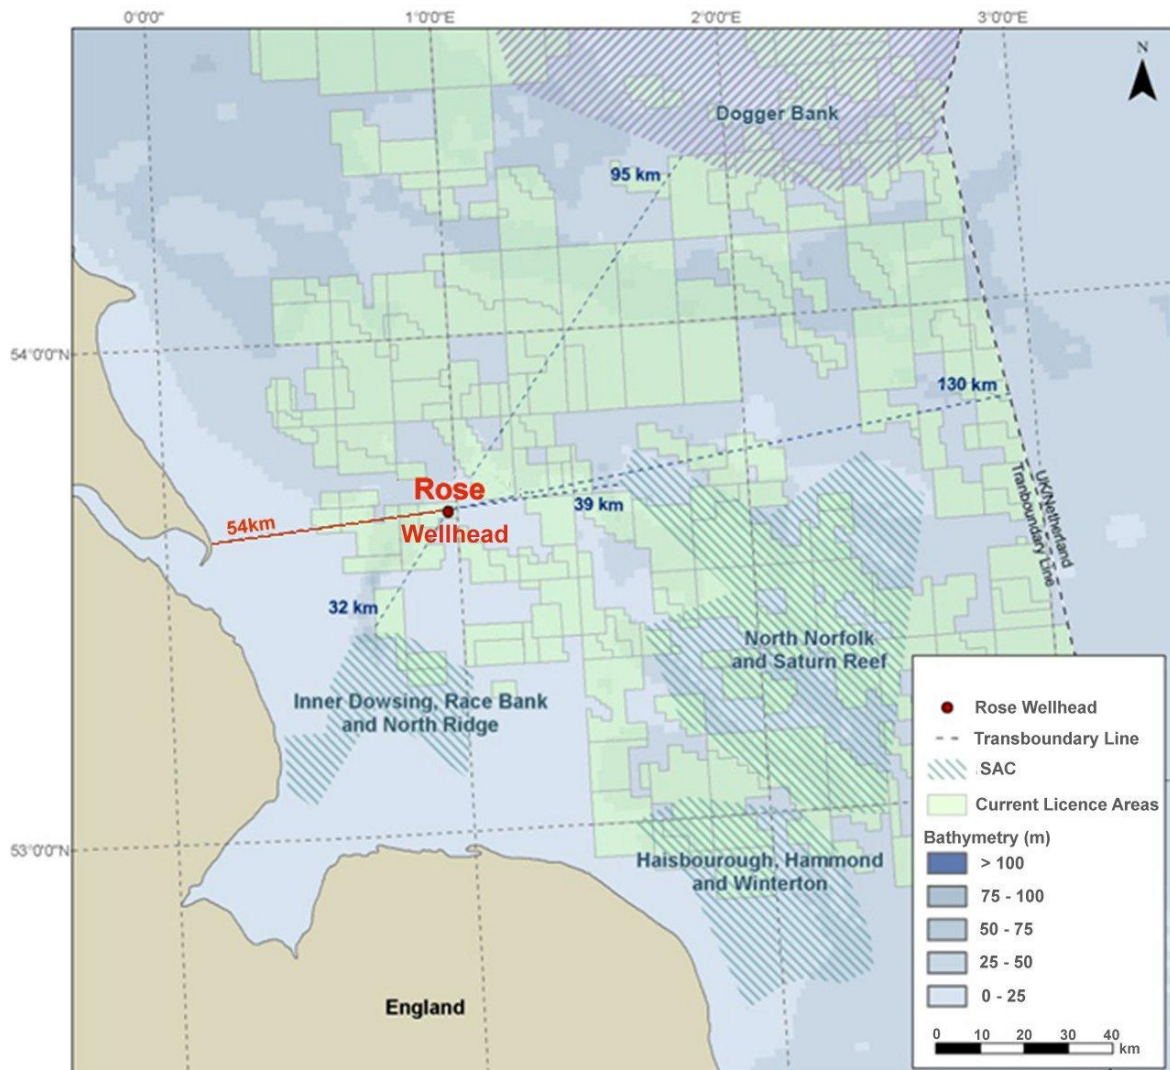 0°0'0"
1°0'0"E
2°0'0"E
3°0'0"E
N
Dogger Bank
95 km
54°0'0"N
130 km
Rose
Wellhead
54km
39 km
UK/Netherland
Tranboundary Line
32 km
North Norfolk
and Saturn Reef
Inner Dowsing, Race Bank
and North Ridge
53°0'0"N
Haisbourough, Hammond
and Winterton
England
Rose Wellhead
Transboundary Line
SAC
Current Licence Areas
Bathymetry (m)
> 100
75 - 100
50 - 75
25 - 50
0 - 25
0 10 20 30 40
km